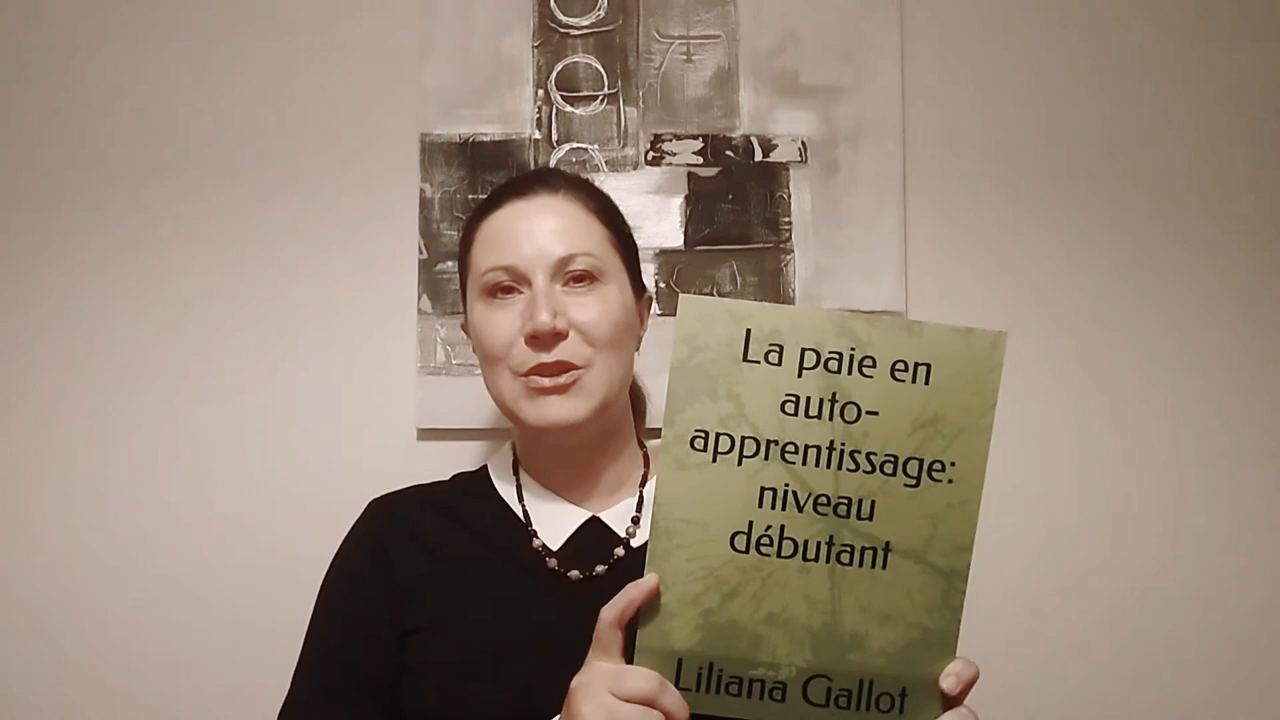 La paie en
auto-
apprentissage:
niveau
débutant
Liliana Gallot